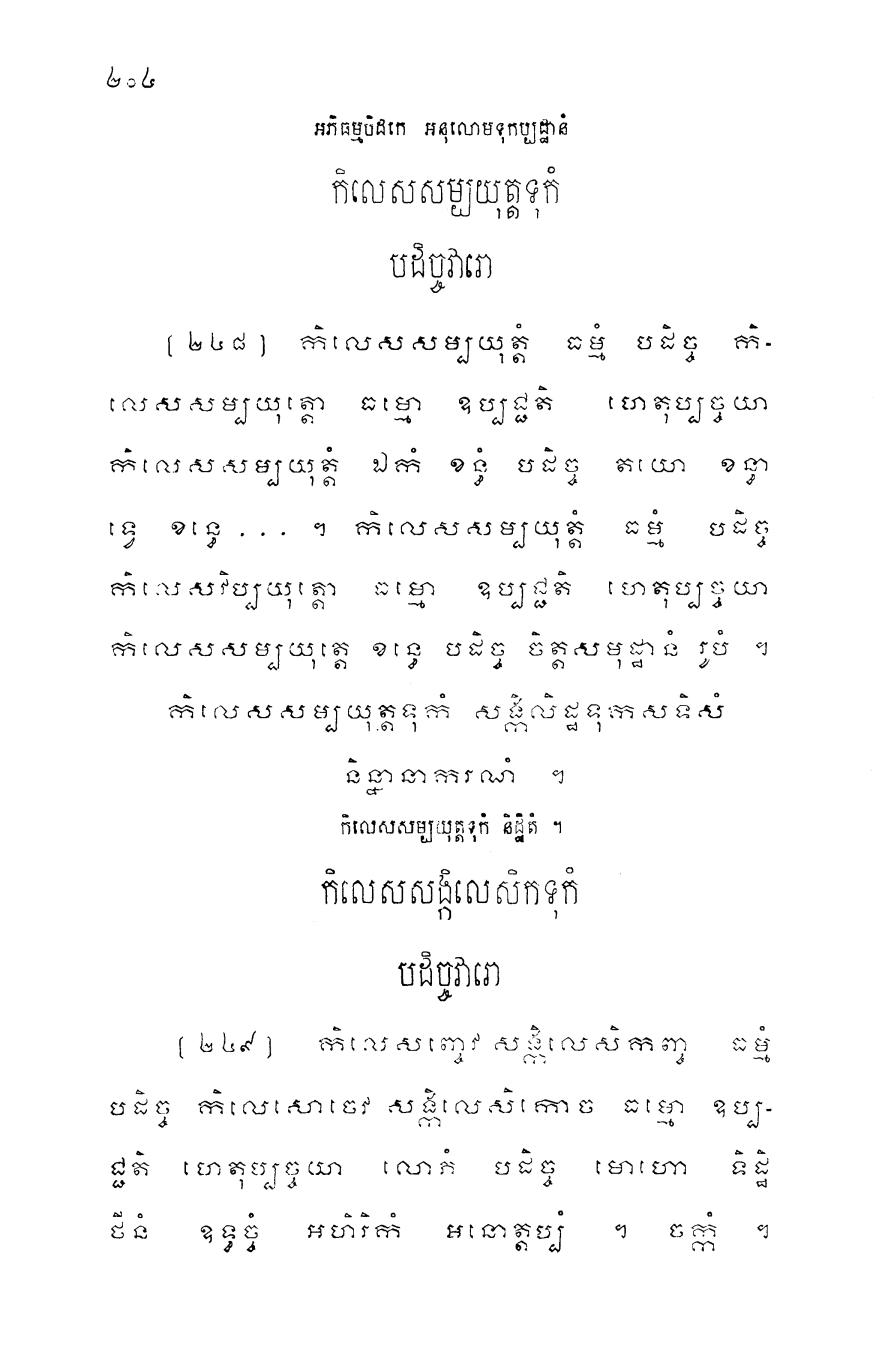 ២០៤
អភិធម្មបិដកេ អនុលោមទុកប្បដ្ឋានំ
កិលេសសម្បយុត្តទុកំ
បដិច្ចវារោ
[ ២៤៨ ] កិលេសសម្បយុត្តំ ធម្មំ បដិច្ច កិ-
លេសសម្បយុត្តោ ធម្មោ ឧប្បជ្ជតិ ហេតុប្បច្ចយា
កិលេសសម្បយុត្តំ ឯកំ ខន្ធំ បដិច្ច តយោ ខន្ធា
ទ្វេ ខន្ធេ ... ។ កិលេសសម្បយុត្តំ ធម្មំ បដិច្ច
កិលេសវិប្បយុត្តោ ធម្មោ ឧប្បជ្ជតិ ហេតុប្បច្ចយា
កិលេសសម្បយុត្តេ ខន្ធេ បដិច្ច ចិត្តសមុដ្ឋានំ រូបំ ។
កិលេសសម្បយុត្តទុកំ សង្កិលិដ្ឋទុកសទិសំ
និន្នានាករណំ ។
កិលេសសម្បយុត្តទុកំ និដ្ឋិតំ ។
កិលេសសង្កិលេសិកទុកំ
បដិច្ចវារោ
[ ២៤៩ ] កិលេសញ្ចេវ សង្កិលេសិកញ្ច ធម្មំ
បដិច្ច កិលេសោចេវ សង្កិលេសិកោច ធម្មោ ឧប្ប-
ជ្ជតិ ហេតុប្បច្ចយា លោភំ បដិច្ច មោហោ ទិដ្ឋិ
ថីនំ ឧទ្ធច្ចំ អហិរិកំ អនោត្តប្បំ ។ ចក្កំ ។